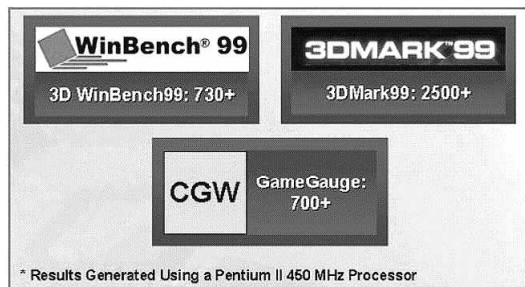 WinBench® 99
3D WinBench99: 730+
3DMARK™99
3DMark99: 2500+
CGW
GameGauge:
700+
* Results Generated Using a Pentium II 450 MHz Processor